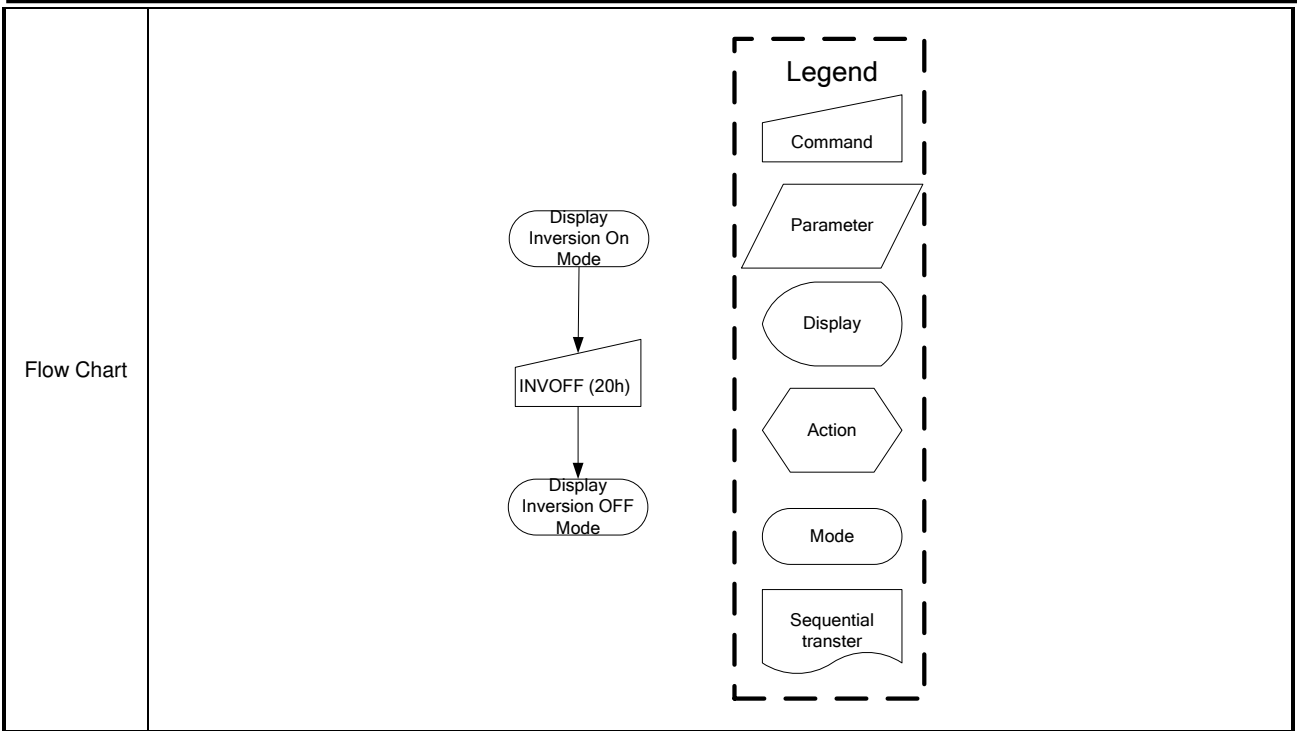 Flow Chart
Display
Inversion On
Mode
INVOFF (20h)
Display
Inversion OFF
Mode
Legend
Command
Parameter
Display
Action
Mode
Sequential
transter